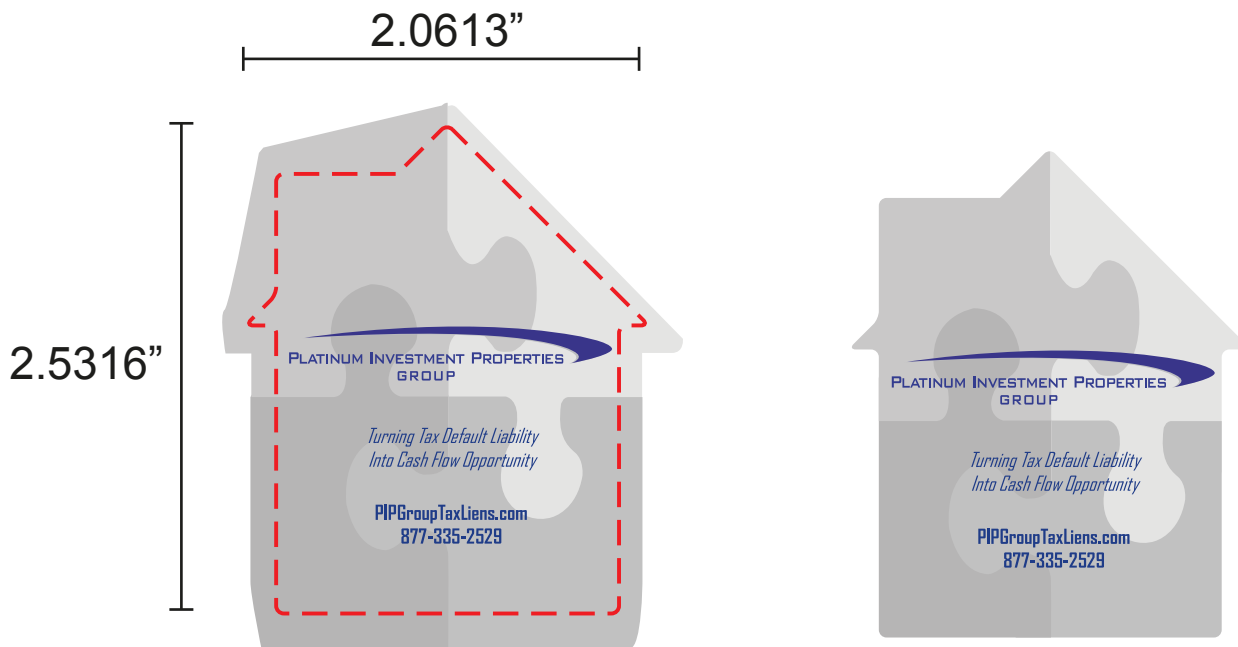 2.0613”
2.5316”
PLATINUM INVESTMENT PROPERTIES
GROUP
Turning Tax Default Liability
Into Cash Flow Opportunity
PIPGroupTaxLiens.com
877-335-2529
PLATINUM INVESTMENT PROPERTIES
GROUP
Turning Tax Default Liability
Into Cash Flow Opportunity
PIPGroupTaxLiens.com
877-335-2529